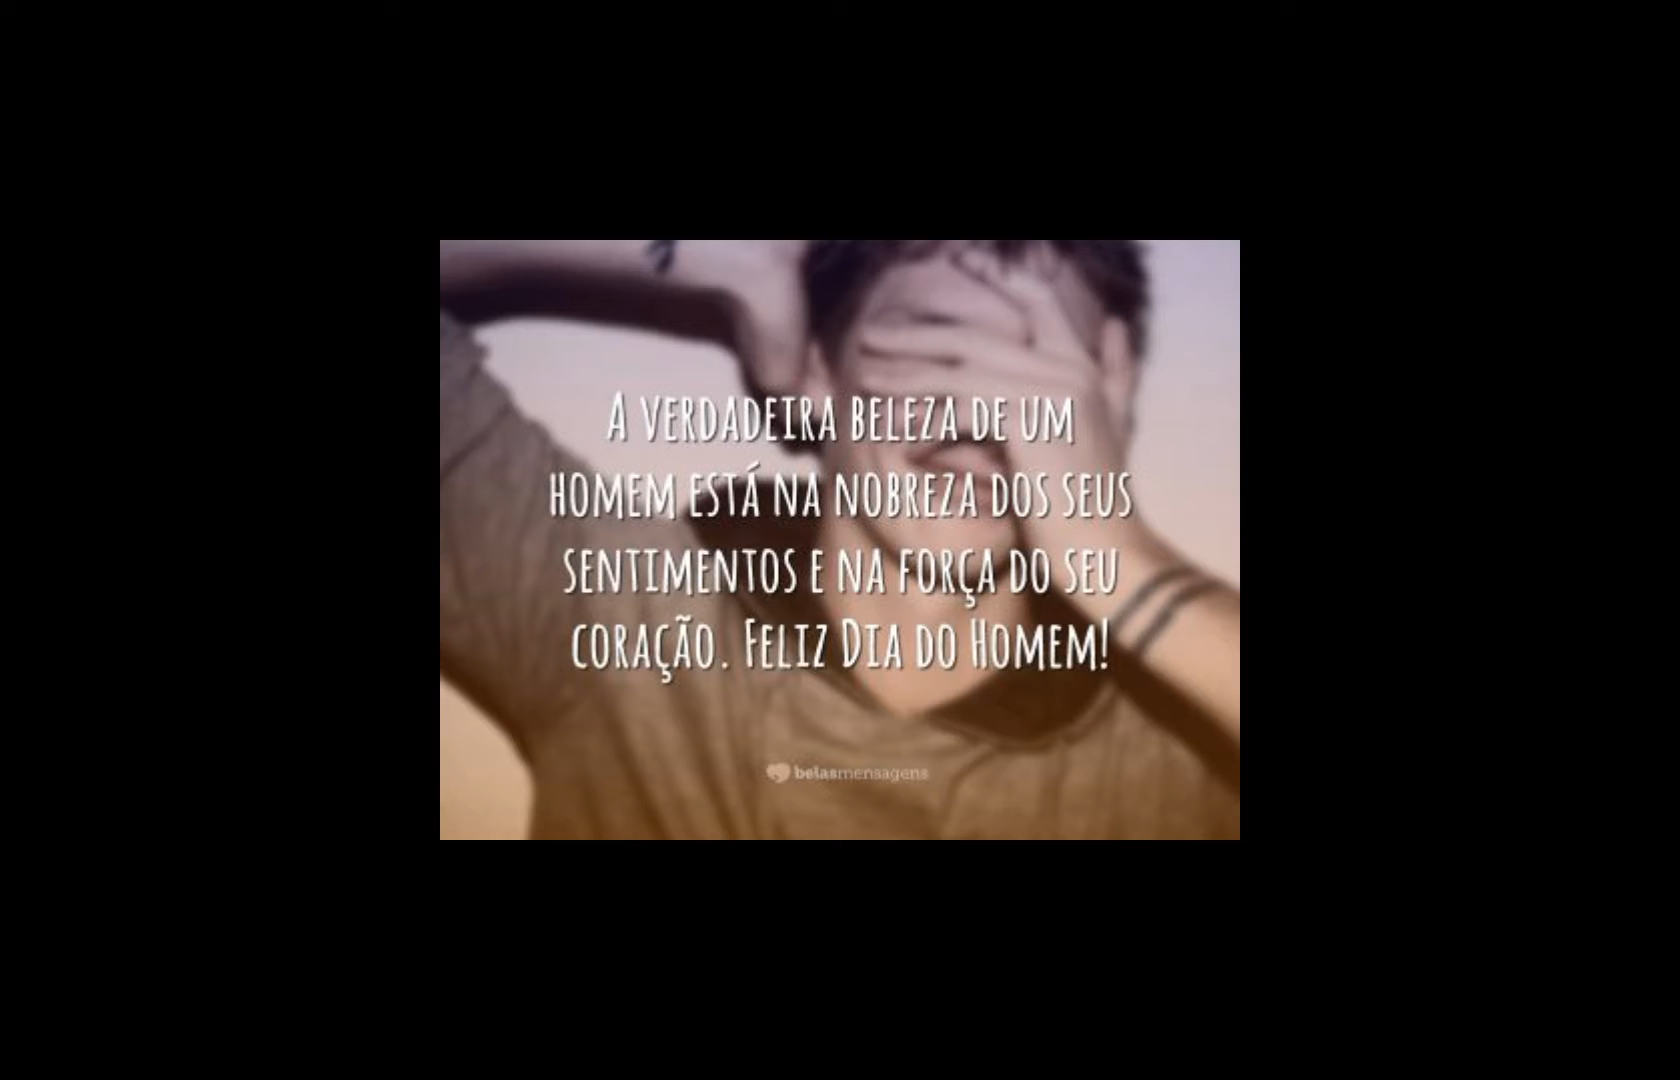 A verdadeira beleza de um
homem está na nobreza dos seus
sentimentos e na força do seu
coração. Feliz Dia do Homem!
belasmensagens